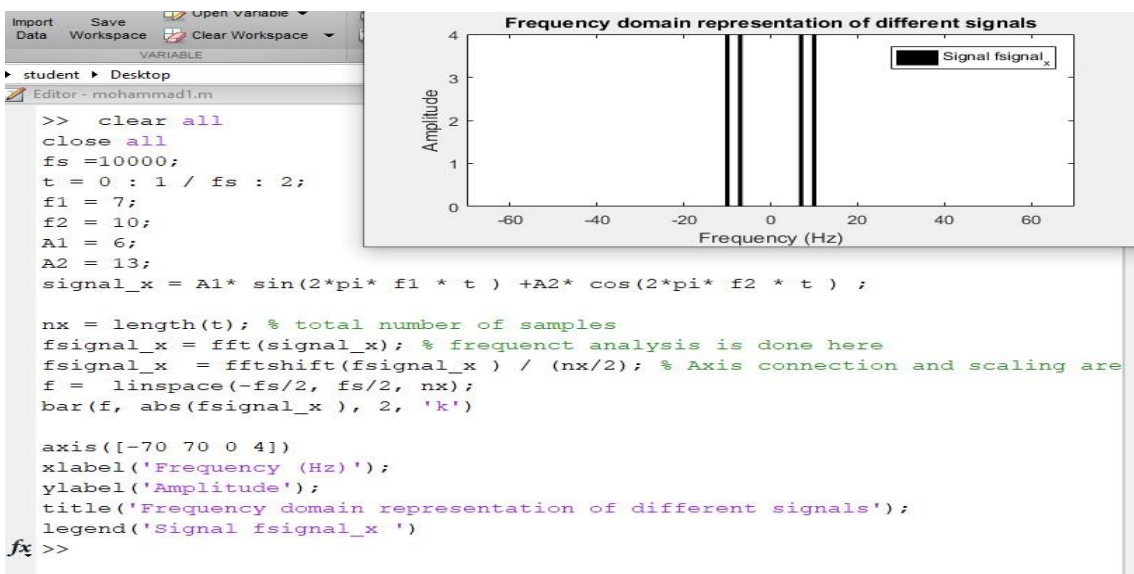 Import Save Open Variable
Data Workspace Clear Workspace
VARIABLE
student Desktop
Editor - mohammad1.m
>> clear all
close all
fs =10000;
t = 0 : 1 / fs : 2;
f1 = 7;
f2 = 10;
A1 = 6;
A2 = 13;
signal_x = A1* sin(2*pi* f1 * t ) +A2* cos(2*pi* f2 * t ) ;
nx = length(t); % total number of samples
fsignal_x = fft(signal_x); % frequenct analysis is done here
fsignal_x = fftshift(fsignal_x ) / (nx/2); % Axis connection and scaling are
f = linspace(-fs/2, fs/2, nx);
bar(f, abs(fsignal_x ), 2, 'k')
axis([-70 70 0 4])
xlabel('Frequency (Hz)');
ylabel('Amplitude');
title('Frequency domain representation of different signals');
legend('Signal fsignal_x ')
fx >>
Frequency domain representation of different signals
Signal fsignal x
Amplitude
4
3
2
1
0
-60 -40 -20 0 20 40 60
Frequency (Hz)